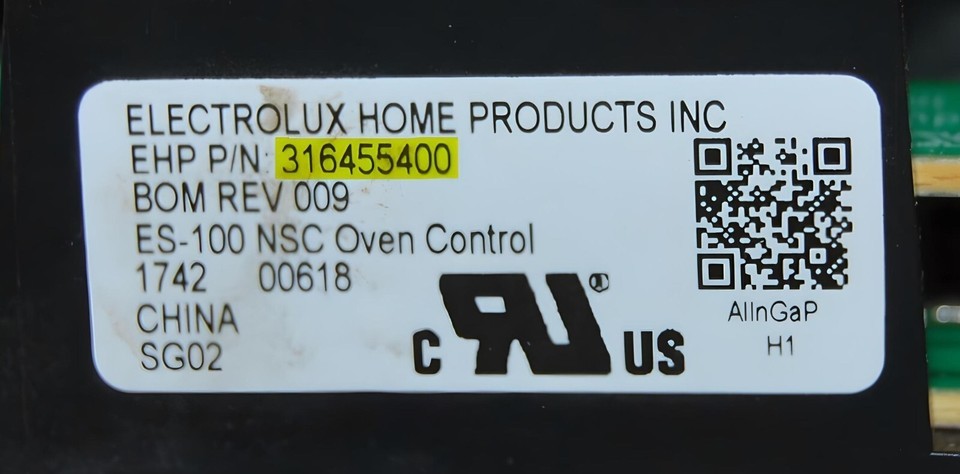 ELECTROLUX HOME PRODUCTS INC
EHP P/N: 316455400
BOM REV 009
ES-100 NSC Oven Control
1742 00618
CHINA
SG02
C RU ® US
AlInGaP
H1